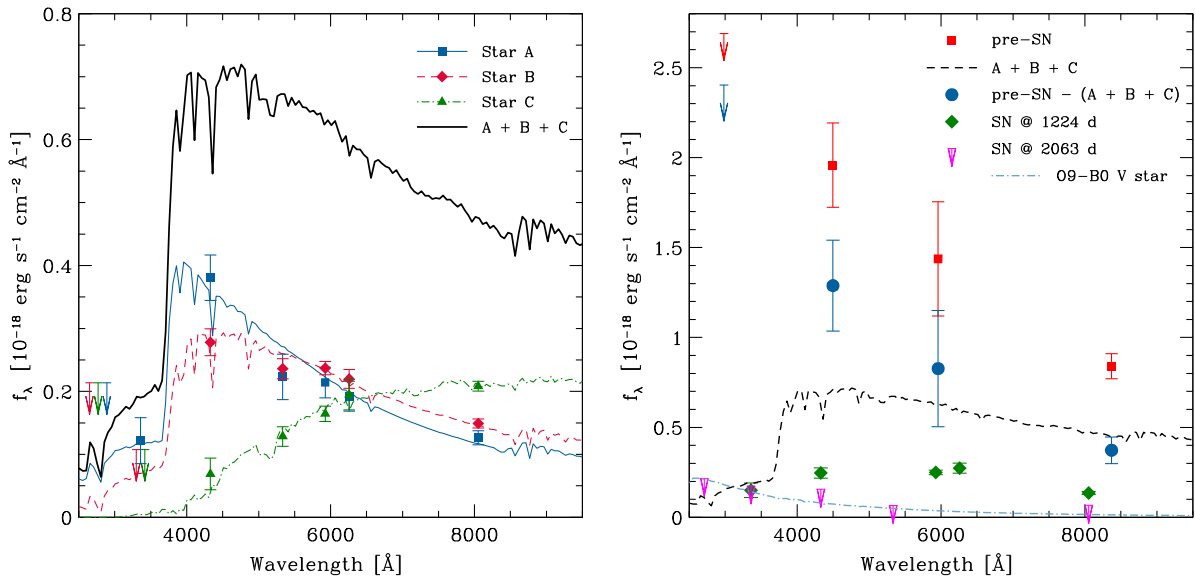 0.8
0.6
0.4
0.2
0
4000
6000
8000
Wavelength [Å]
f_λ [10⁻¹⁸ erg s⁻¹ cm⁻² Å⁻¹]
Star A
Star B
Star C
A + B + C
2.5
2
1.5
1
0.5
0
4000
6000
8000
Wavelength [Å]
f_λ [10⁻¹⁸ erg s⁻¹ cm⁻² Å⁻¹]
pre-SN
A + B + C
pre-SN - (A + B + C)
SN @ 1224 d
SN @ 2063 d
O9-B0 V star